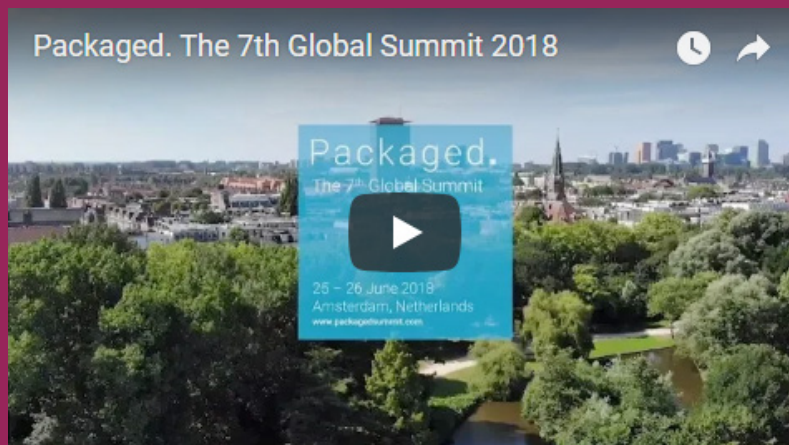 Packaged. The 7th Global Summit 2018
Packaged.
The 7th Global Summit
25 – 26 June 2018
Amsterdam, Netherlands
www.packagedsummit.com